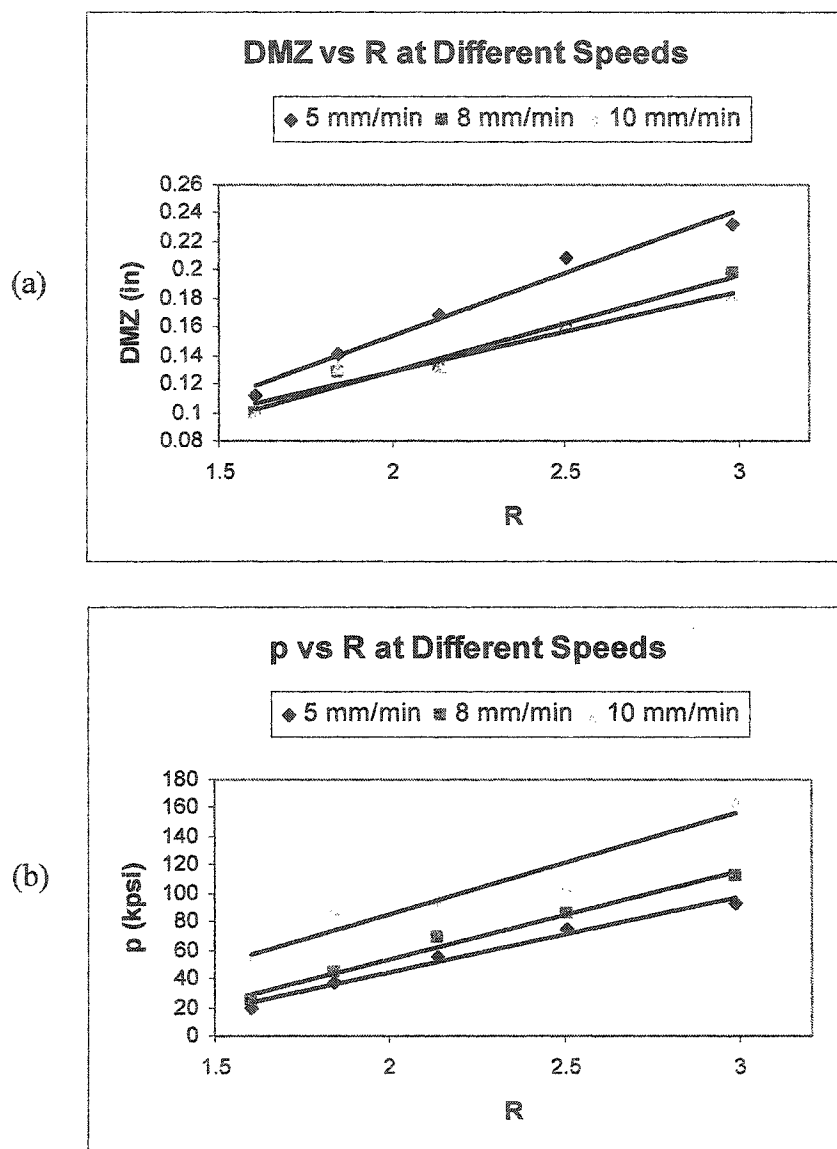 DMZ vs R at Different Speeds
5 mm/min 8 mm/min 10 mm/min
(a)
DMZ (in)
0.26
0.24
0.22
0.2
0.18
0.16
0.14
0.12
0.1
0.08
1.5 2 2.5 3
R
p vs R at Different Speeds
5 mm/min 8 mm/min 10 mm/min
(b)
p (kpsi)
180
160
140
120
100
80
60
40
20
0
1.5 2 2.5 3
R